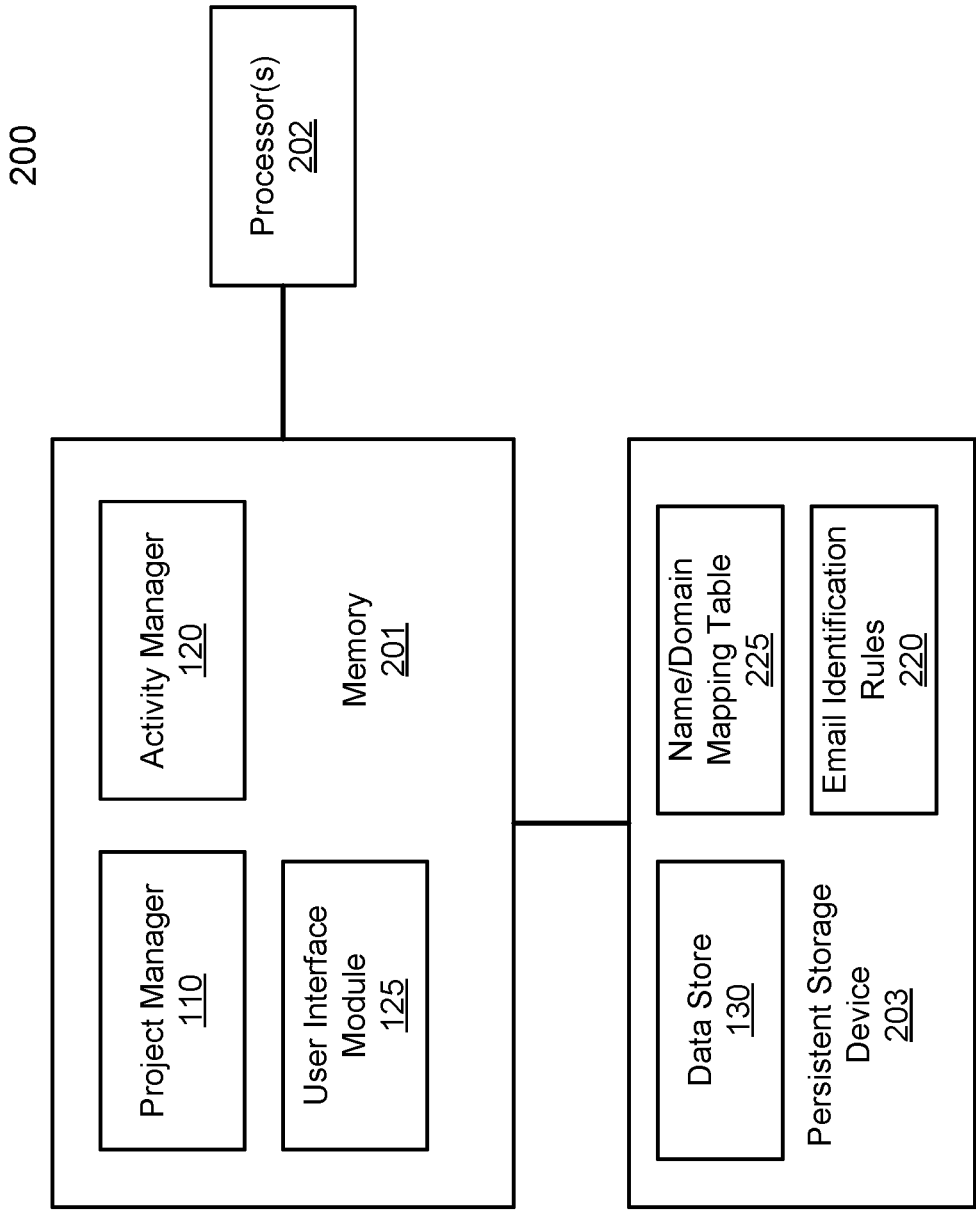 200
Processor(s)
202
Project Manager
110
Activity Manager
120
User Interface
Module
125
Memory
201
Data Store
130
Name/Domain
Mapping Table
225
Persistent Storage
Device
203
Email Identification
Rules
220